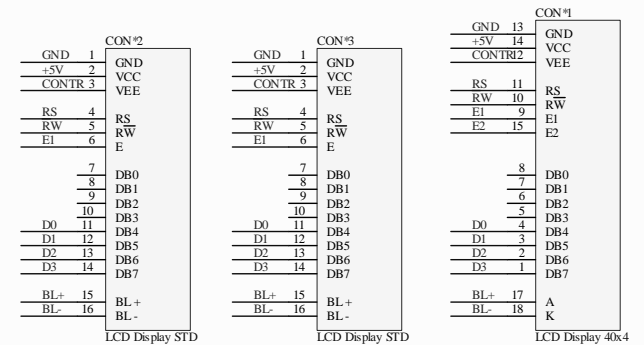 CON*2
GND 1 GND
+5V 2 VCC
CONTR 3 VEE
RS 4 RS
RW 5 RW
E1 6 E
7 DB0
8 DB1
9 DB2
10 DB3
D0 11 DB4
D1 12 DB5
D2 13 DB6
D3 14 DB7
BL+ 15 BL+
BL- 16 BL-
LCD Display STD
CON*3
GND 1 GND
+5V 2 VCC
CONTR 3 VEE
RS 4 RS
RW 5 RW
E1 6 E
7 DB0
8 DB1
9 DB2
10 DB3
D0 11 DB4
D1 12 DB5
D2 13 DB6
D3 14 DB7
BL+ 15 BL+
BL- 16 BL-
LCD Display STD
CON*1
GND 13 GND
+5V 14 VCC
CONTR12 VEE
RS 11 RS
RW 10 RW
E1 9 E1
E2 15 E2
8 DB0
7 DB1
6 DB2
5 DB3
D0 4 DB4
D1 3 DB5
D2 2 DB6
D3 1 DB7
BL+ 17 A
BL- 18 K
LCD Display 40x4